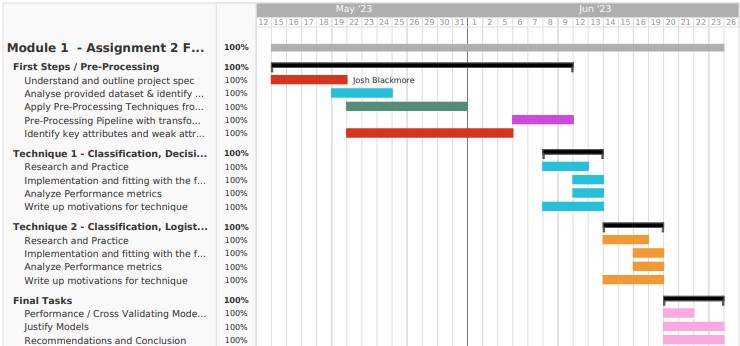 May '23 Jun '23
12 15 16 17 18 19 22 23 24 25 26 29 30 31 1 2 5 6 7 8 9 12 13 14 15 16 19 20 21 22 23 26
Module 1 - Assignment 2 F... 100%
First Steps / Pre-Processing 100%
Understand and outline project spec 100% Josh Blackmore
Analyse provided dataset & identify ... 100%
Apply Pre-Processing Techniques fro... 100%
Pre-Processing Pipeline with transfo... 100%
Identify key attributes and weak attr... 100%
Technique 1 - Classification, Decisi... 100%
Research and Practice 100%
Implementation and fitting with the f... 100%
Analyze Performance metrics 100%
Write up motivations for technique 100%
Technique 2 - Classification, Logist... 100%
Research and Practice 100%
Implementation and fitting with the f... 100%
Analyze Performance metrics 100%
Write up motivations for technique 100%
Final Tasks 100%
Performance / Cross Validating Mode... 100%
Justify Models 100%
Recommendations and Conclusion 100%